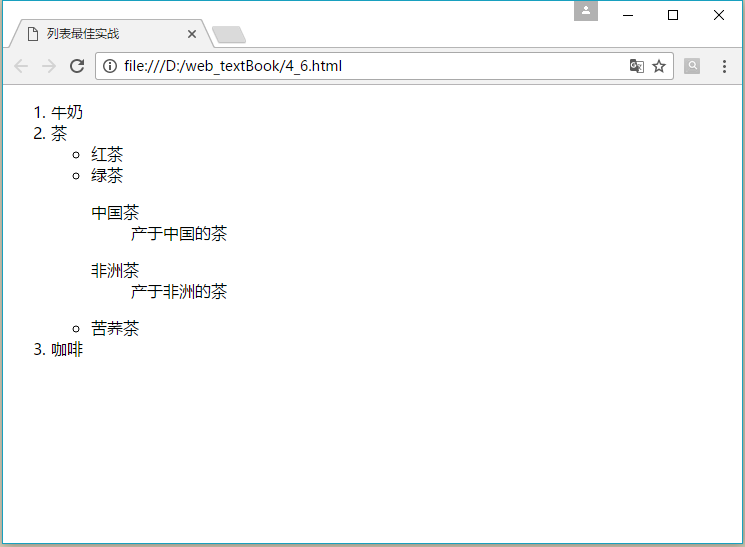 列表最佳实战
file:///D:/web_textBook/4_6.html
1. 牛奶
2. 茶
红茶
绿茶
中国茶
产于中国的茶
非洲茶
产于非洲的茶
苦荞茶
3. 咖啡